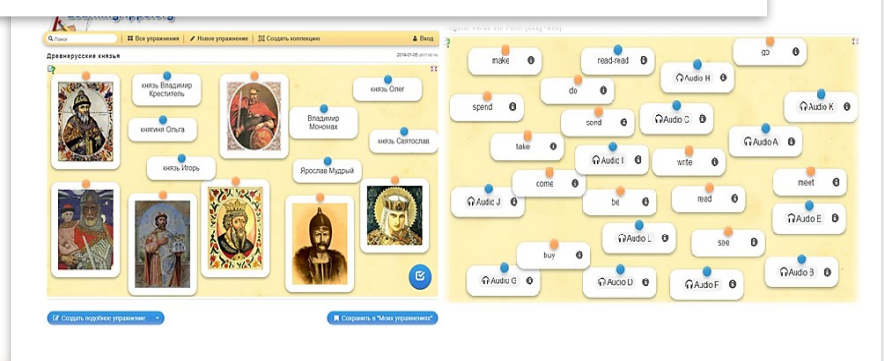 Поиск
Все упражнения
Новое упражнение
Создать коллекцию
Вход
Древнерусские князья
князь Владимир
Креститель
князь Олег
Владимир
Мономах
княгиня Ольга
князь Святослав
князь Игорь
Ярослав Мудрый
Создать подобное упражнение
Сохранить в "Моих упражнениях"
make
read-read
go
do
Audio H
spend
send
Audio C
Audio K
take
Audio A
Audio I
write
come
meet
Audio J
be
read
Audio E
Audio L
see
buy
Audio G
Audio D
Audio F
Audio B